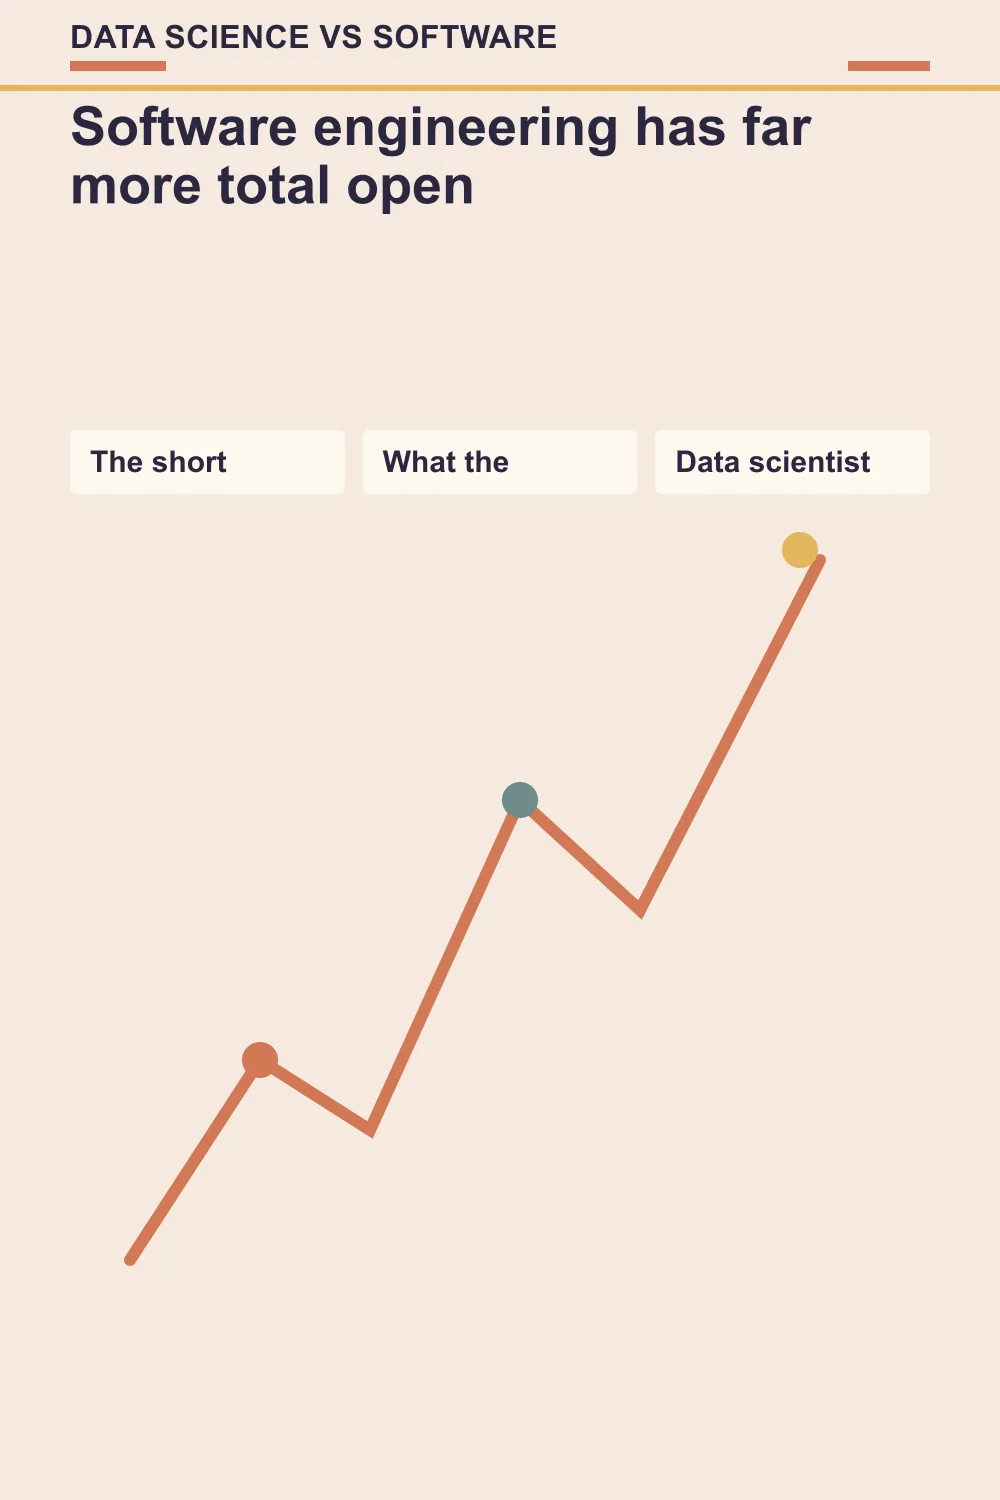 DATA SCIENCE VS SOFTWARE
Software engineering has far
more total open
The short
What the
Data scientist